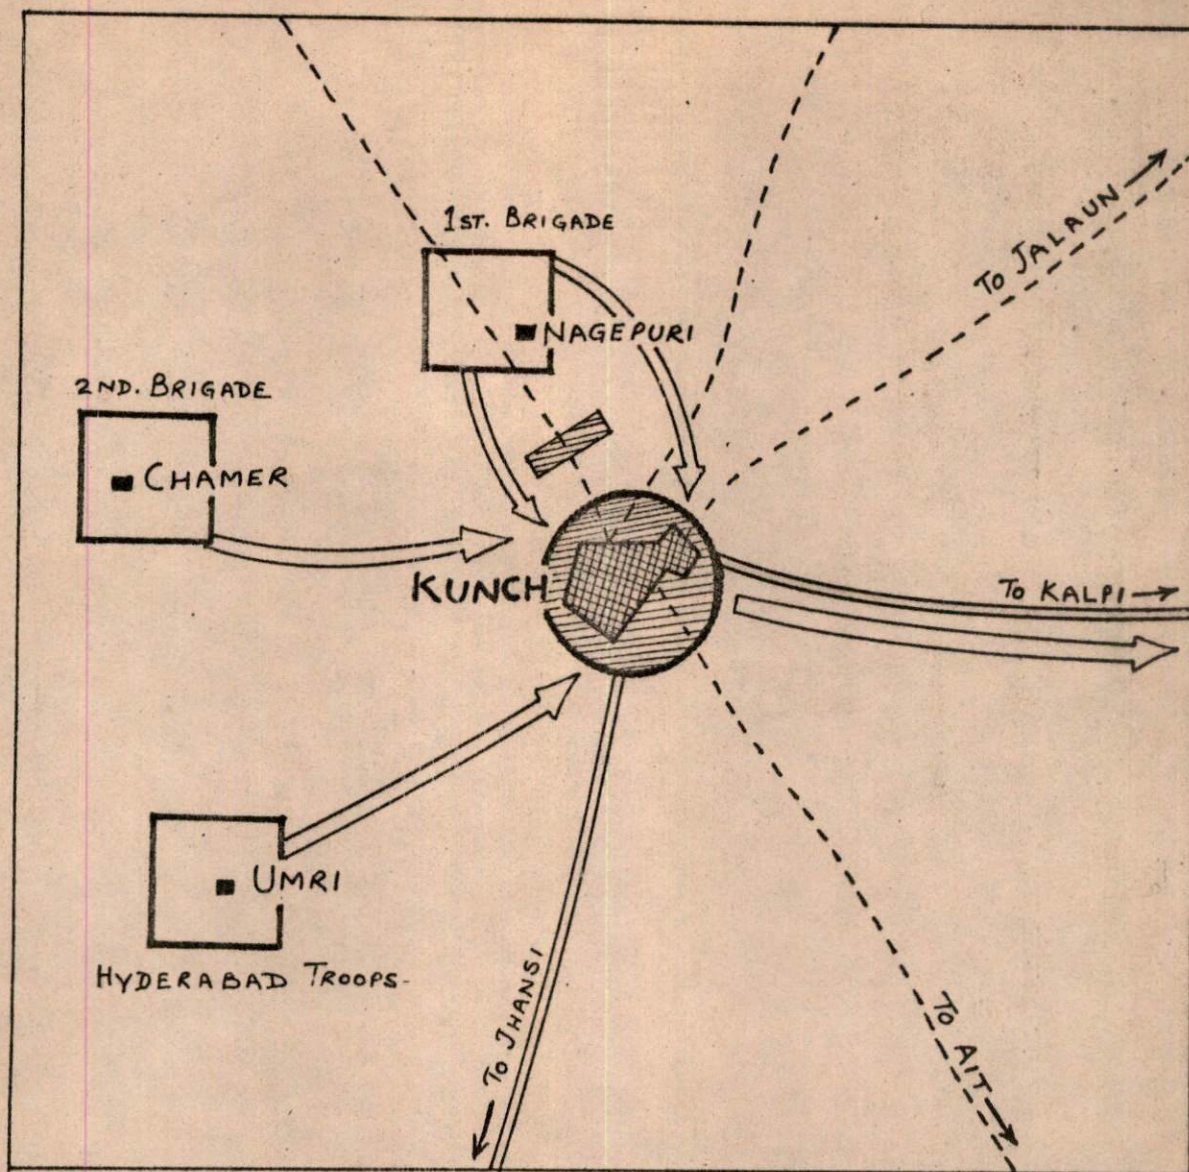 1ST. BRIGADE
TO JALAUN
NAGEPURI
2ND. BRIGADE
CHAMER
KUNCH
TO KALPI
UMRI
HYDERABAD TROOPS-
TO JHANSI
TO AIT